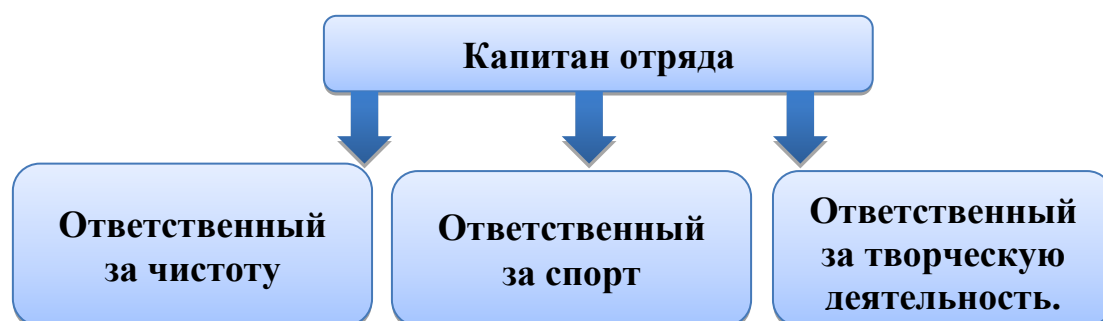 Капитан отряда
Ответственный
за чистоту
Ответственный
за спорт
Ответственный
за творческую
деятельность.